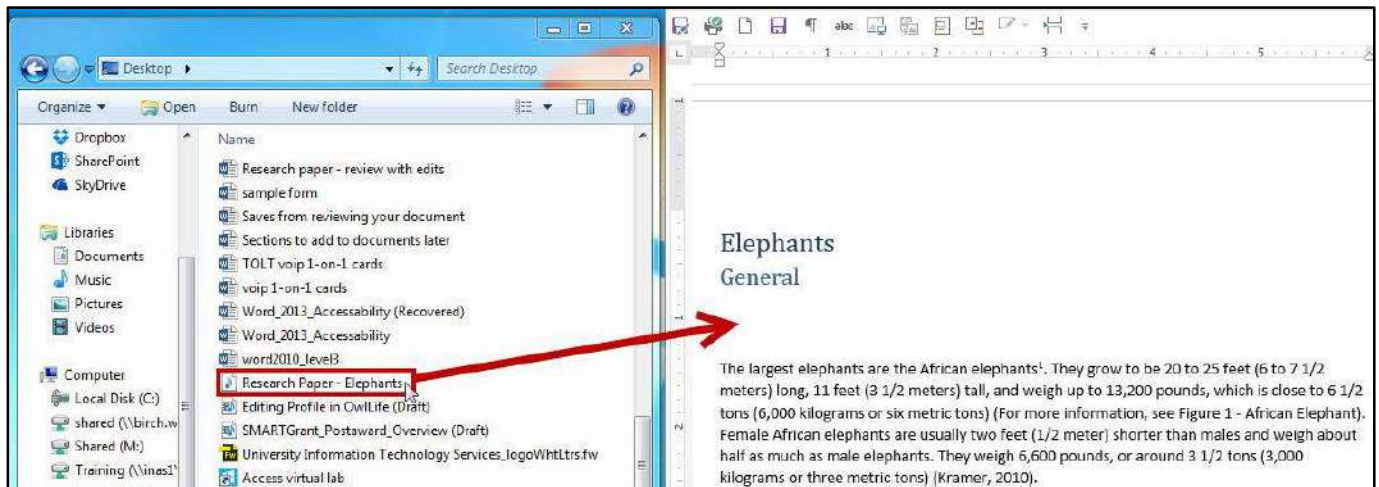 abc
Desktop
Search Desktop
1 2 3 4 5
Organize Open Burn New folder
Dropbox
SharePoint
SkyDrive
Libraries
Documents
Music
Pictures
Videos
Computer
Local Disk (C:)
shared (\\birch.w
Shared (M:)
Training (\\inas1'
Name
Research paper - review with edits
sample form
Saves from reviewing your document
Sections to add to documents later
TOLT voip 1-on-1 cards
voip 1-on-1 cards
Word_2013_Accessability (Recovered)
Word_2013_Accessability
word2010_level3
Research Paper - Elephants
Editing Profile in OwlLife (Draft)
SMARTGrant_Postaward_Overview (Draft)
University Information Technology Services_logoWhtLtrs.fw
Access virtual lab
Elephants
General
The largest elephants are the African elephants¹. They grow to be 20 to 25 feet (6 to 7 1/2
meters) long, 11 feet (3 1/2 meters) tall, and weigh up to 13,200 pounds, which is close to 6 1/2
tons (6,000 kilograms or six metric tons) (For more information, see Figure 1 - African Elephant).
Female African elephants are usually two feet (1/2 meter) shorter than males and weigh about
half as much as male elephants. They weigh 6,600 pounds, or around 3 1/2 tons (3,000
kilograms or three metric tons) (Kramer, 2010).